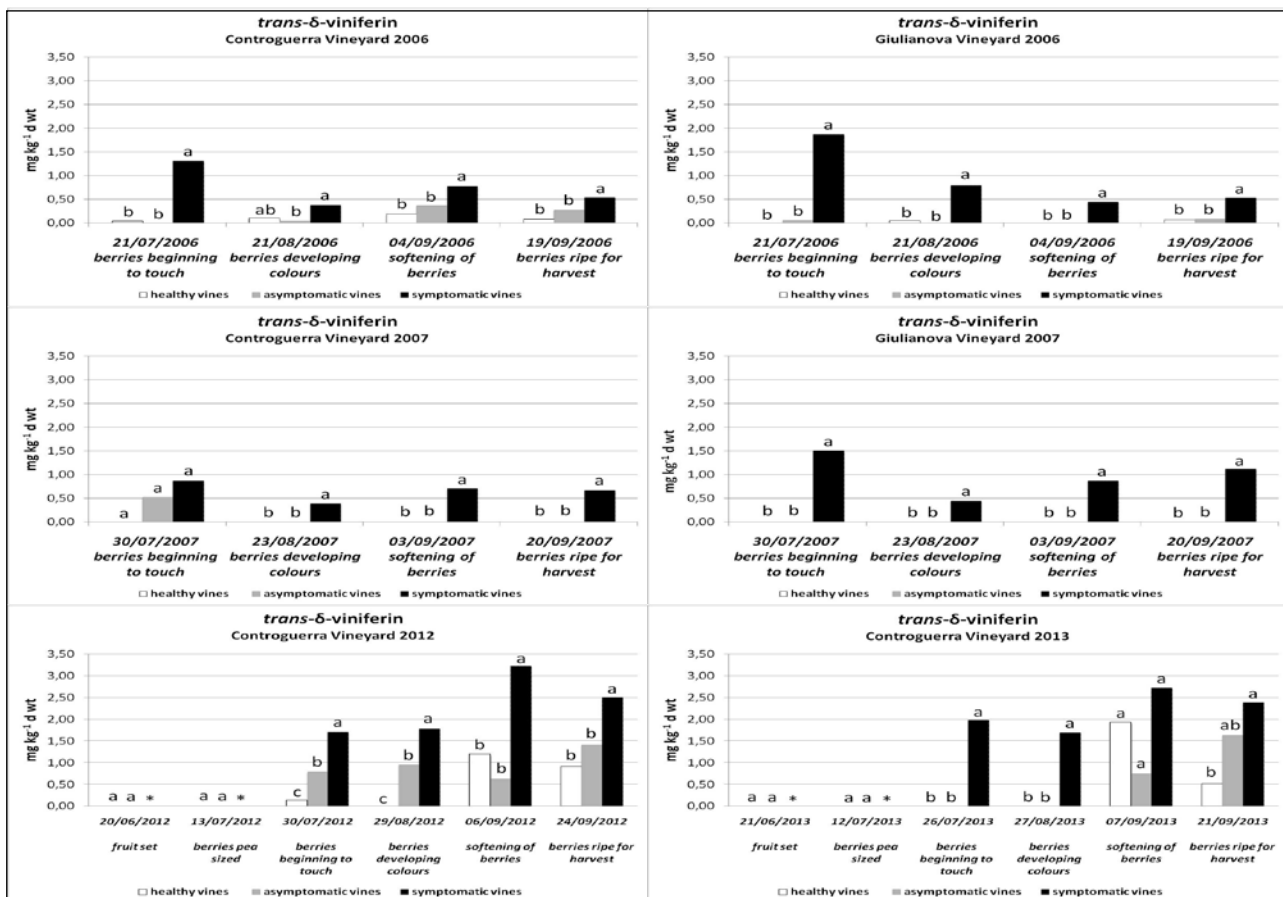 trans-δ-viniferin
Controguerra Vineyard 2006
3,50
3,00
2,50
2,00
1,50
1,00
0,50
0,00
mg kg⁻¹ d wt
b
b
a
ab
b
a
b
b
a
b
b
a
21/07/2006
berries beginning
to touch
21/08/2006
berries developing
colours
04/09/2006
softening of
berries
19/09/2006
berries ripe for
harvest
healthy vines
asymptomatic vines
symptomatic vines
trans-δ-viniferin
Giulianova Vineyard 2006
3,50
3,00
2,50
2,00
1,50
1,00
0,50
0,00
mg kg⁻¹ d wt
b
b
a
b
b
a
b
b
a
b
b
a
21/07/2006
berries beginning
to touch
21/08/2006
berries developing
colours
04/09/2006
softening of
berries
19/09/2006
berries ripe for
harvest
healthy vines
asymptomatic vines
symptomatic vines
trans-δ-viniferin
Controguerra Vineyard 2007
3,50
3,00
2,50
2,00
1,50
1,00
0,50
0,00
mg kg⁻¹ d wt
a
a
a
b
b
a
b
b
a
b
b
a
30/07/2007
berries beginning
to touch
23/08/2007
berries developing
colours
03/09/2007
softening of
berries
20/09/2007
berries ripe for
harvest
healthy vines
asymptomatic vines
symptomatic vines
trans-δ-viniferin
Giulianova Vineyard 2007
3,50
3,00
2,50
2,00
1,50
1,00
0,50
0,00
mg kg⁻¹ d wt
b
b
a
b
b
a
b
b
a
b
b
a
30/07/2007
berries beginning
to touch
23/08/2007
berries developing
colours
03/09/2007
softening of
berries
20/09/2007
berries ripe for
harvest
healthy vines
asymptomatic vines
symptomatic vines
trans-δ-viniferin
Controguerra Vineyard 2012
3,50
3,00
2,50
2,00
1,50
1,00
0,50
0,00
mg kg⁻¹ d wt
a
a
*
a
a
*
c
b
a
c
b
a
b
b
a
b
b
a
20/06/2012
fruit set
13/07/2012
berries pea
sized
30/07/2012
berries
beginning to
touch
29/08/2012
berries
developing
colours
06/09/2012
softening of
berries
24/09/2012
berries ripe for
harvest
healthy vines
asymptomatic vines
symptomatic vines
trans-δ-viniferin
Controguerra Vineyard 2013
3,50
3,00
2,50
2,00
1,50
1,00
0,50
0,00
mg kg⁻¹ d wt
a
a
*
a
a
*
b
b
a
b
b
a
a
a
a
b
ab
a
21/06/2013
fruit set
12/07/2013
berries pea
sized
26/07/2013
berries
beginning to
touch
27/08/2013
berries
developing
colours
07/09/2013
softening of
berries
21/09/2013
berries ripe for
harvest
healthy vines
asymptomatic vines
symptomatic vines